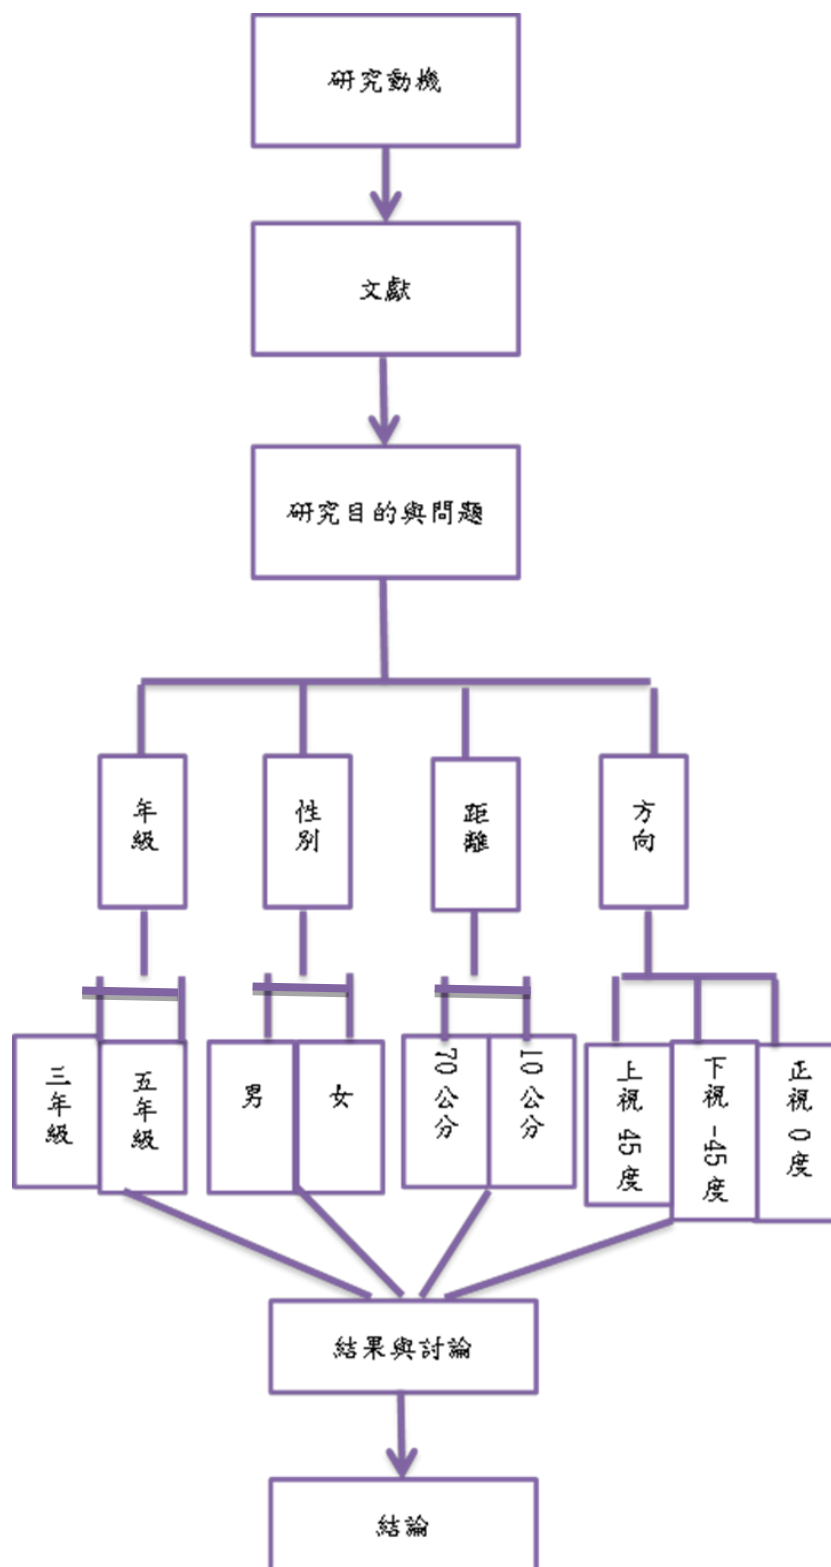 研究動機
文獻
研究目的與問題
年級
性別
距離
方向
三年級
五年級
男
女
70公分
10公分
上視 45度
下視 -45度
正視 0度
結果與討論
結論